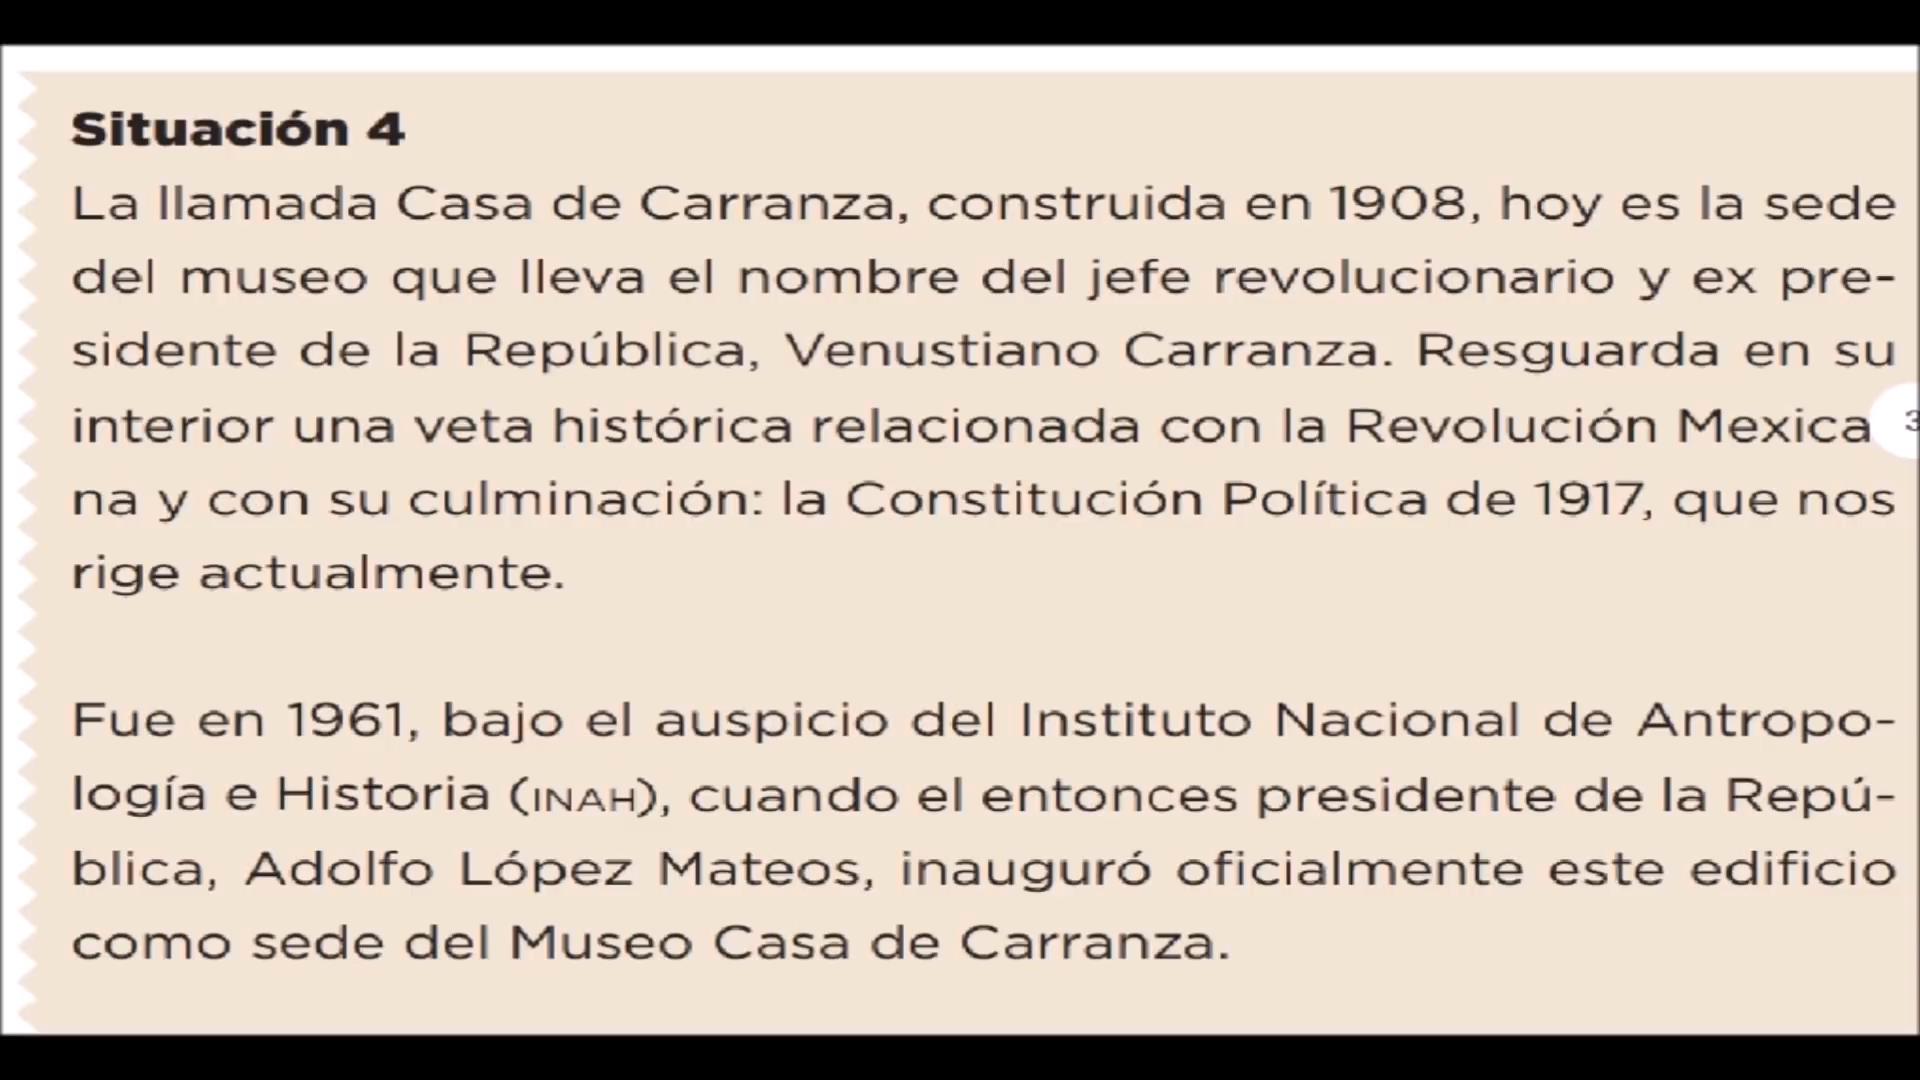 Situación 4
La llamada Casa de Carranza, construida en 1908, hoy es la sede
del museo que lleva el nombre del jefe revolucionario y ex pre-
sidente de la República, Venustiano Carranza. Resguarda en su
interior una veta histórica relacionada con la Revolución Mexica
3
na y con su culminación: la Constitución Política de 1917, que nos
rige actualmente.
Fue en 1961, bajo el auspicio del Instituto Nacional de Antropo-
logía e Historia (INAH), cuando el entonces presidente de la Repú-
blica, Adolfo López Mateos, inauguró oficialmente este edificio
como sede del Museo Casa de Carranza.